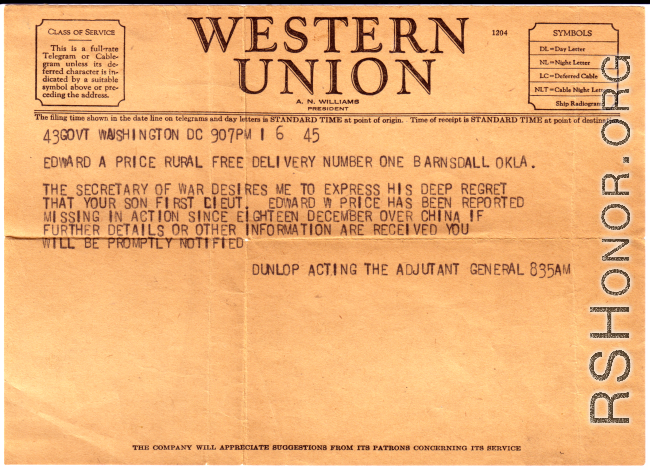 CLASS OF SERVICE
This is a full-rate
Telegram or Cable-
gram unless its de-
ferred character is in-
dicated by a suitable
symbol above or pre-
ceding the address.
WESTERN
UNION
1204
A. N. WILLIAMS
PRESIDENT
SYMBOLS
DL=Day Letter
NL=Night Letter
LC=Deferred Cable
NLT=Cable Night Letter
Ship Radiogram
The filing time shown in the date line on telegrams and day letters is STANDARD TIME at point of origin. Time of receipt is STANDARD TIME at point of destination
43GOVT WASHINGTON DC 907PM 1 6 45
EDWARD A PRICE RURAL FREE DELIVERY NUMBER ONE BARNSDALL OKLA.
THE SECRETARY OF WAR DESIRES ME TO EXPRESS HIS DEEP REGRET
THAT YOUR SON FIRST CIEUT. EDWARD W PRICE HAS BEEN REPORTED
MISSING IN ACTION SINCE EIGHTEEN DECEMBER OVER CHINA IF
FURTHER DETAILS OR OTHER INFORMATION ARE RECEIVED YOU
WILL BE PROMPTLY NOTIFIED
DUNLOP ACTING THE ADJUTANT GENERAL 835AM
THE COMPANY WILL APPRECIATE SUGGESTIONS FROM ITS PATRONS CONCERNING ITS SERVICE
RSHONOR.ORG